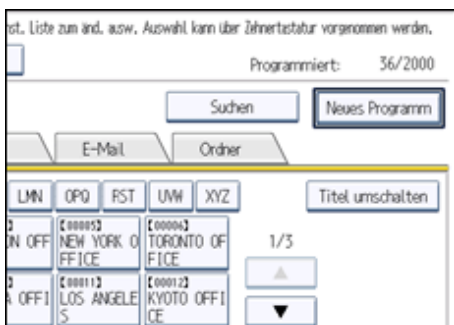 nst. Liste zum änd. ausw. Auswahl kann über Zehnertastatur vorgenommen werden.
Programmiert: 36/2000
Suchen Neues Programm
E-Mail Ordner
LMN OPQ RST UVW XYZ Titel umschalten
】 【00005】 【00006】
ON OFF NEW YORK O TORONTO OF 1/3
FFICE FICE
】 【00011】 【00012】
A OFFI LOS ANGELE KYOTO OFFI
S CE